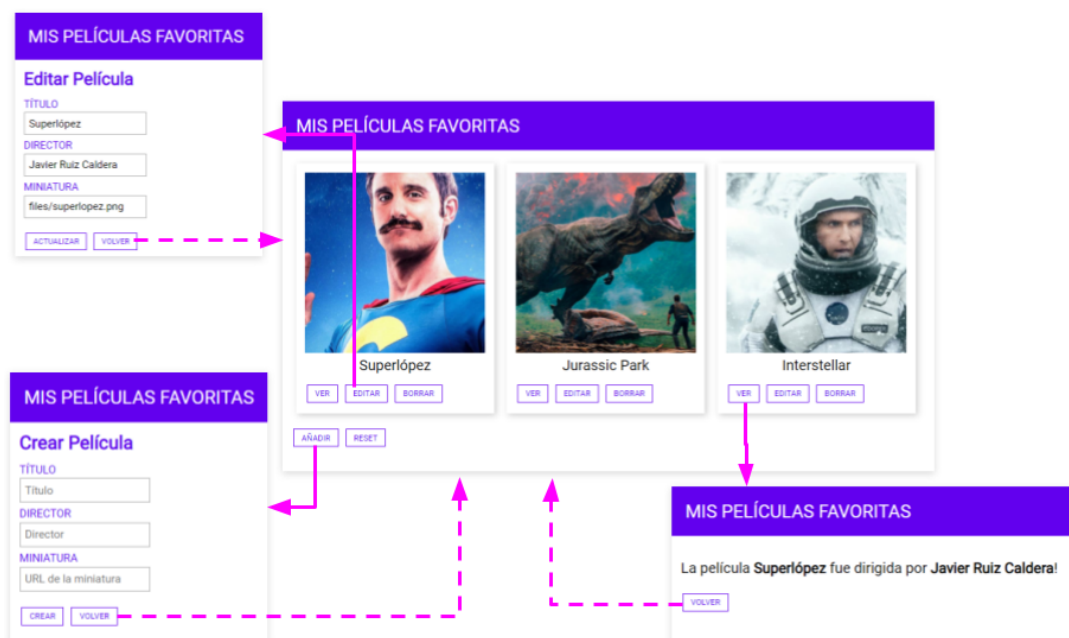 MIS PELÍCULAS FAVORITAS
Editar Película
TÍTULO
Superlópez
DIRECTOR
Javier Ruiz Caldera
MINIATURA
files/superlopez.png
ACTUALIZAR VOLVER
MIS PELÍCULAS FAVORITAS
Superlópez Jurassic Park Interstellar
VER EDITAR BORRAR VER EDITAR BORRAR VER EDITAR BORRAR
AÑADIR RESET
MIS PELÍCULAS FAVORITAS
Crear Película
TÍTULO
Título
DIRECTOR
Director
MINIATURA
URL de la miniatura
CREAR VOLVER
MIS PELÍCULAS FAVORITAS
La película Superlópez fue dirigida por Javier Ruiz Caldera!
VOLVER